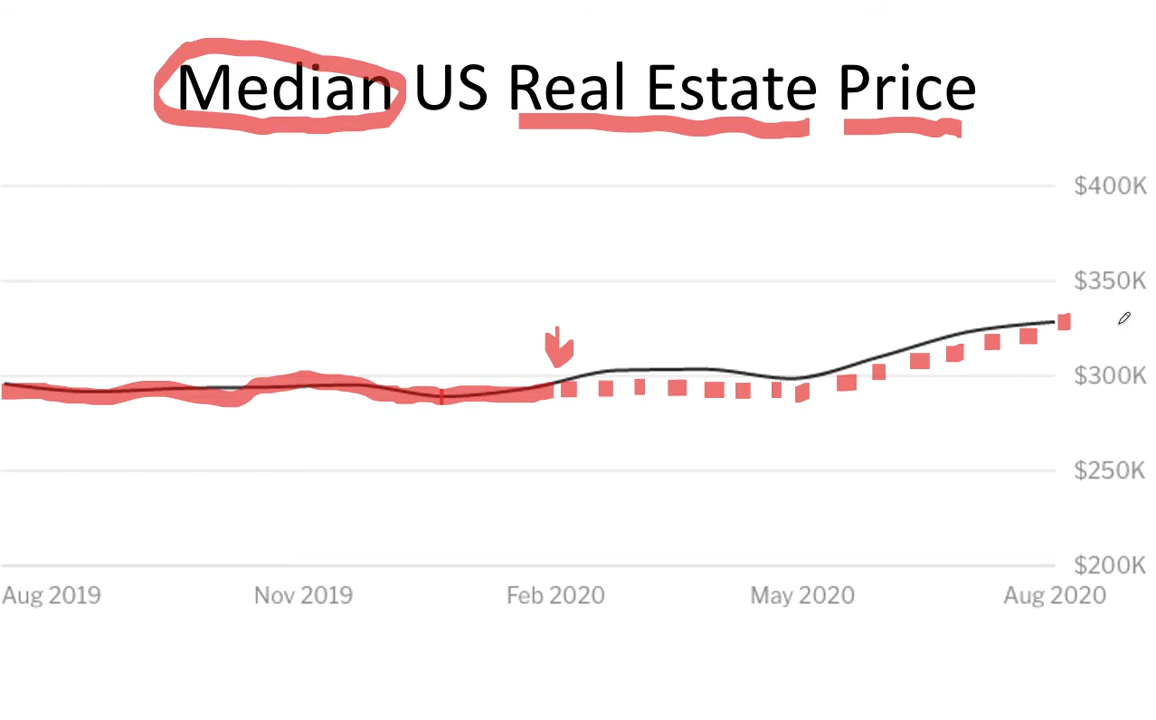 Median US Real Estate Price
$400K
$350K
$300K
$250K
$200K
Aug 2019 Nov 2019 Feb 2020 May 2020 Aug 2020